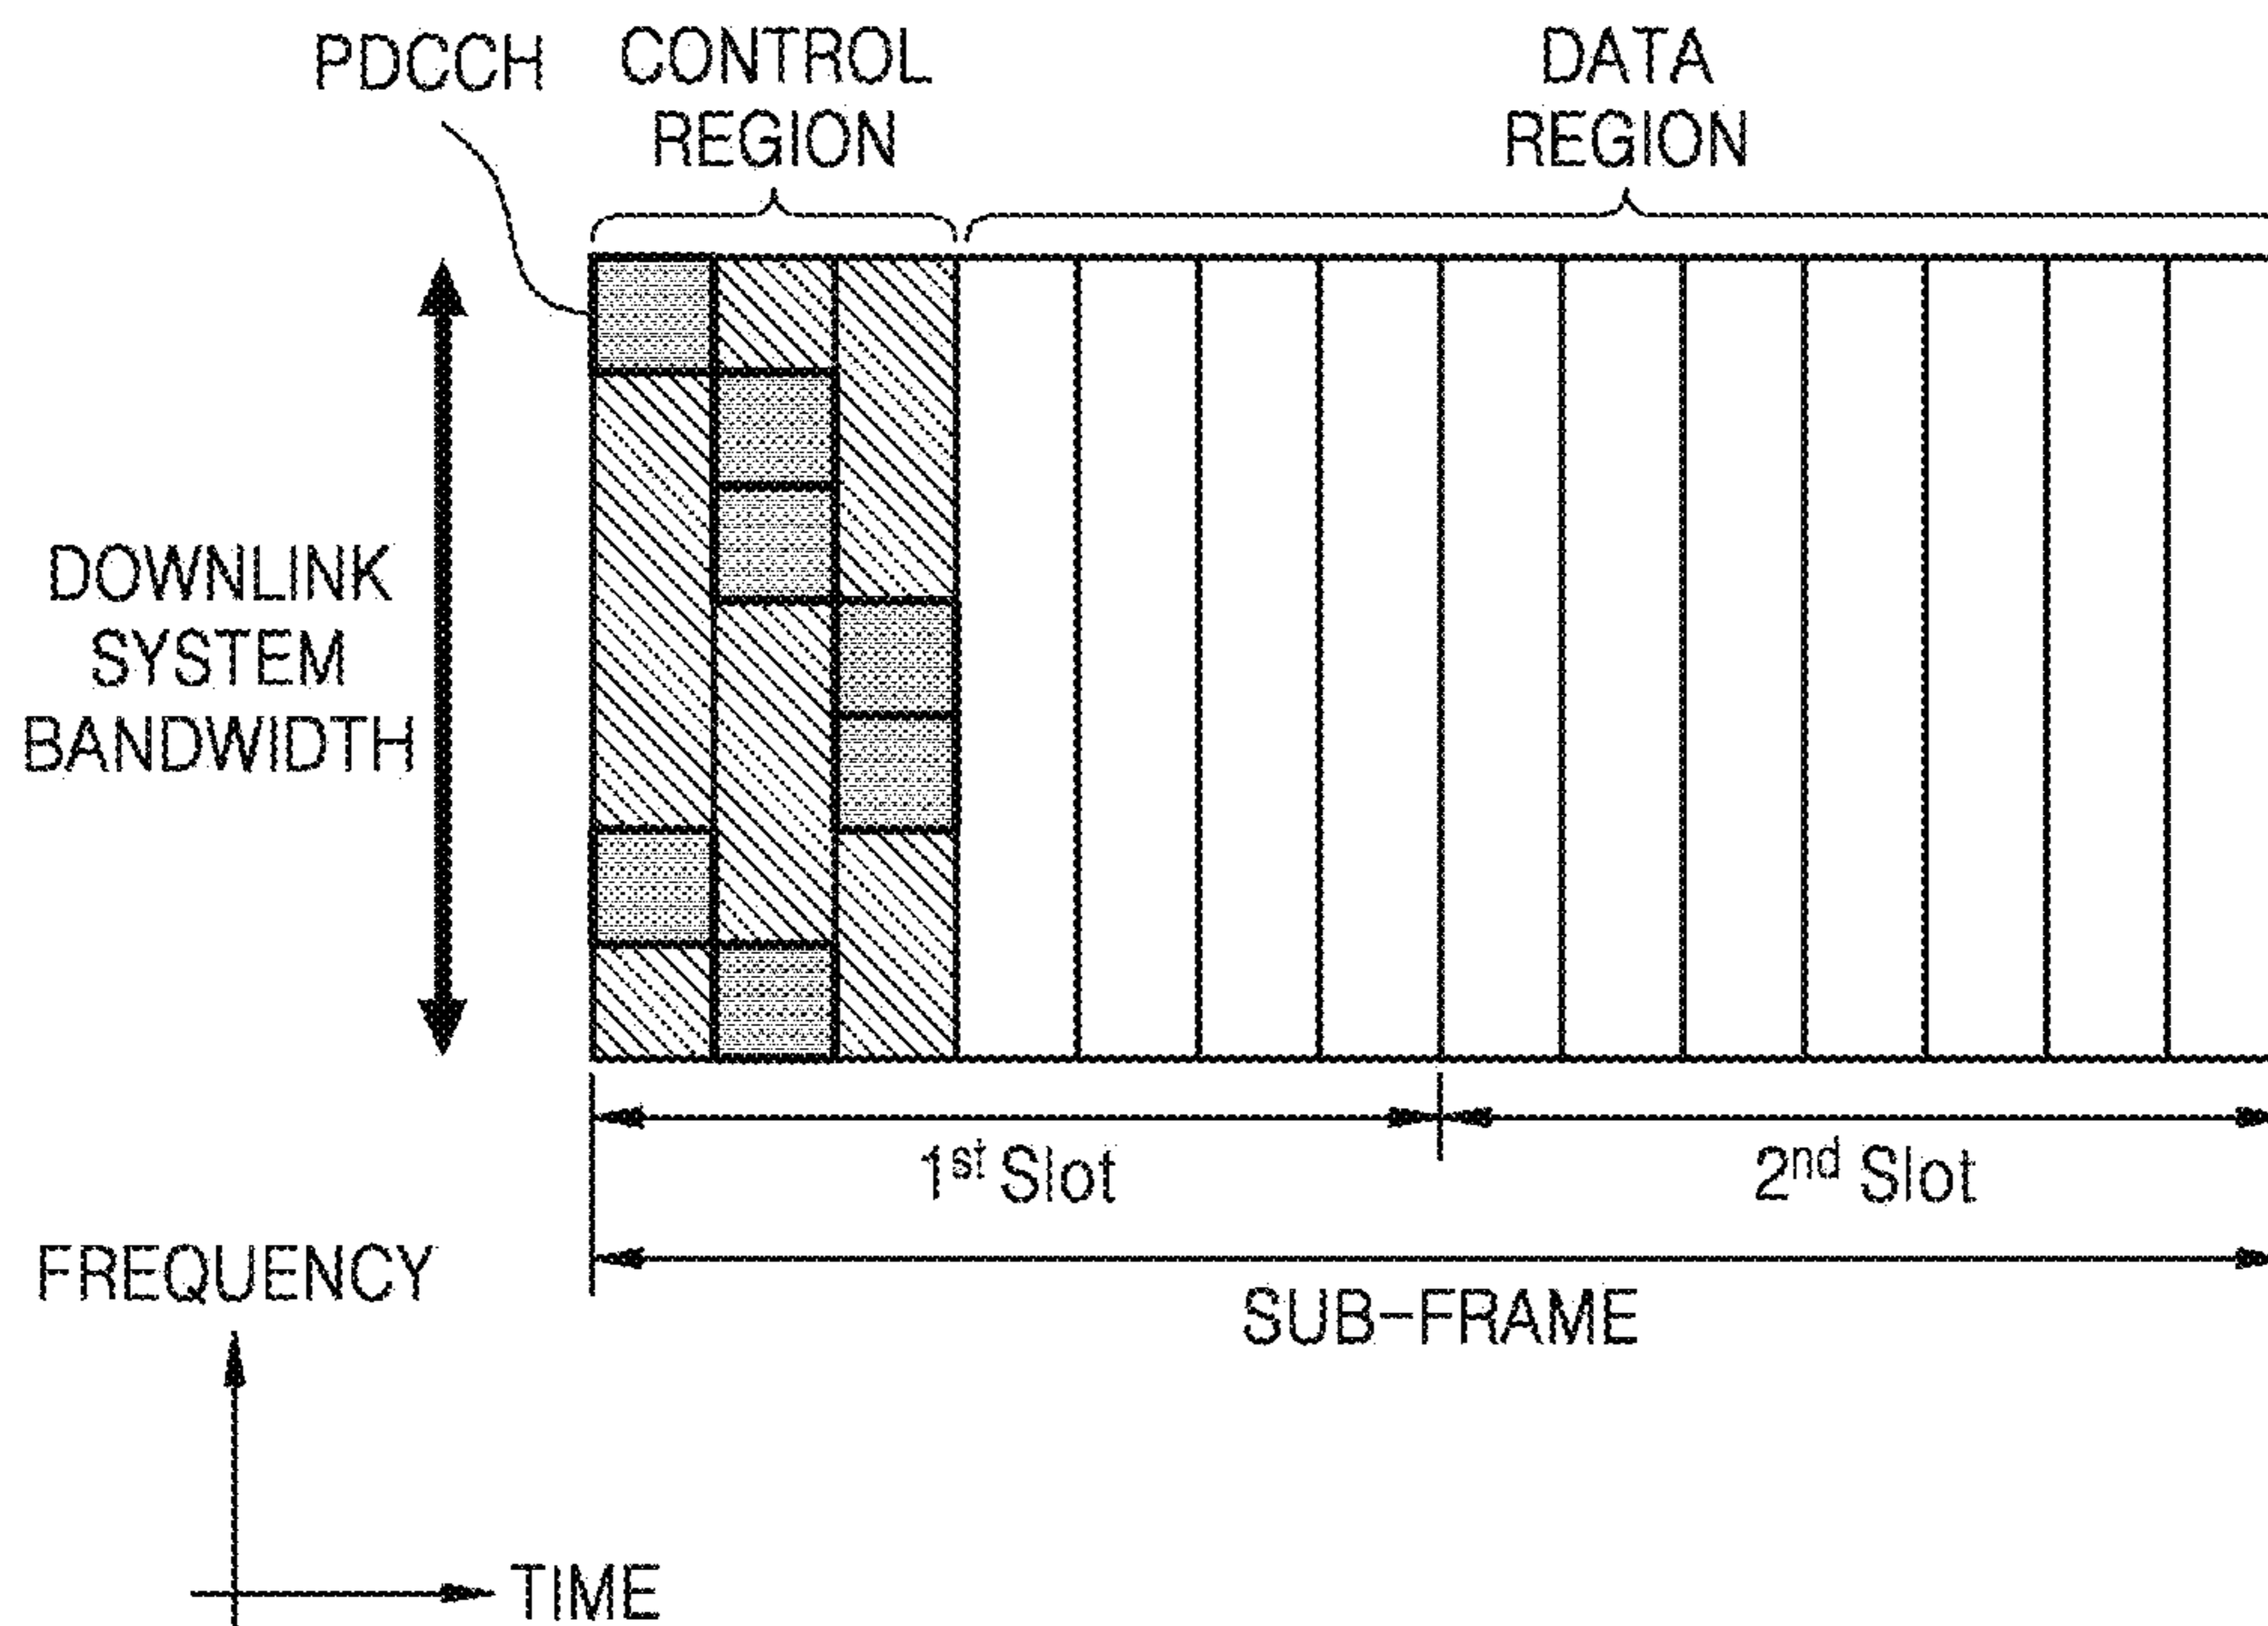 PDCCH
CONTROL
REGION
DATA
REGION
DOWNLINK
SYSTEM
BANDWIDTH
1st Slot
2nd Slot
SUB-FRAME
FREQUENCY
TIME